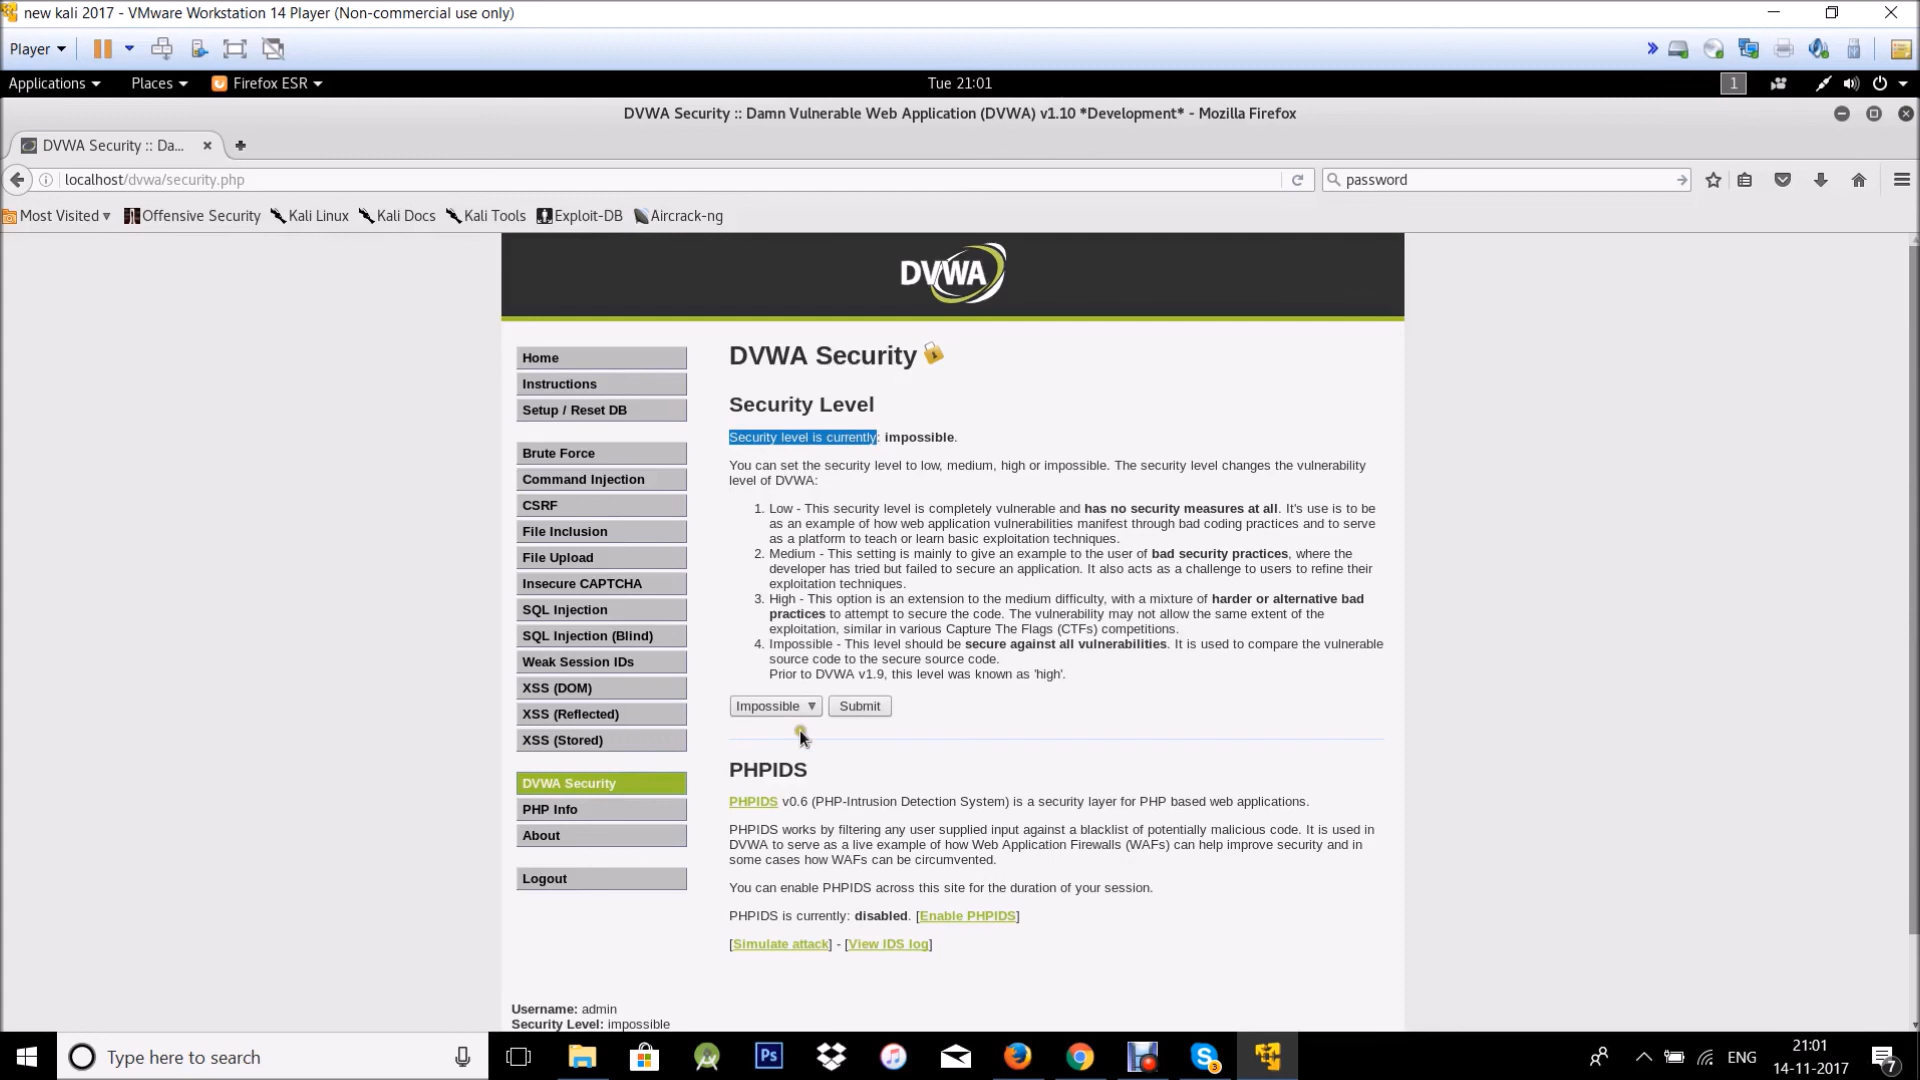 new kali 2017 - VMware Workstation 14 Player (Non-commercial use only)
Player
Applications Places Firefox ESR Tue 21:01 1
DVWA Security :: Damn Vulnerable Web Application (DVWA) v1.10 *Development* - Mozilla Firefox
DVWA Security :: Da...
localhost/dvwa/security.php password
Most Visited Offensive Security Kali Linux Kali Docs Kali Tools Exploit-DB Aircrack-ng
DVWA
Home
Instructions
Setup / Reset DB
Brute Force
Command Injection
CSRF
File Inclusion
File Upload
Insecure CAPTCHA
SQL Injection
SQL Injection (Blind)
Weak Session IDs
XSS (DOM)
XSS (Reflected)
XSS (Stored)
DVWA Security
PHP Info
About
Logout
DVWA Security
Security Level
Security level is currently: impossible.
You can set the security level to low, medium, high or impossible. The security level changes the vulnerability
level of DVWA:
1. Low - This security level is completely vulnerable and has no security measures at all. It's use is to be
as an example of how web application vulnerabilities manifest through bad coding practices and to serve
as a platform to teach or learn basic exploitation techniques.
2. Medium - This setting is mainly to give an example to the user of bad security practices, where the
developer has tried but failed to secure an application. It also acts as a challenge to users to refine their
exploitation techniques.
3. High - This option is an extension to the medium difficulty, with a mixture of harder or alternative bad
practices to attempt to secure the code. The vulnerability may not allow the same extent of the
exploitation, similar in various Capture The Flags (CTFs) competitions.
4. Impossible - This level should be secure against all vulnerabilities. It is used to compare the vulnerable
source code to the secure source code.
Prior to DVWA v1.9, this level was known as 'high'.
Impossible Submit
PHPIDS
PHPIDS v0.6 (PHP-Intrusion Detection System) is a security layer for PHP based web applications.
PHPIDS works by filtering any user supplied input against a blacklist of potentially malicious code. It is used in
DVWA to serve as a live example of how Web Application Firewalls (WAFs) can help improve security and in
some cases how WAFs can be circumvented.
You can enable PHPIDS across this site for the duration of your session.
PHPIDS is currently: disabled. [Enable PHPIDS]
[Simulate attack] - [View IDS log]
Username: admin
Security Level: impossible
Type here to search
Ps
3
ENG
21:01
14-11-2017
7